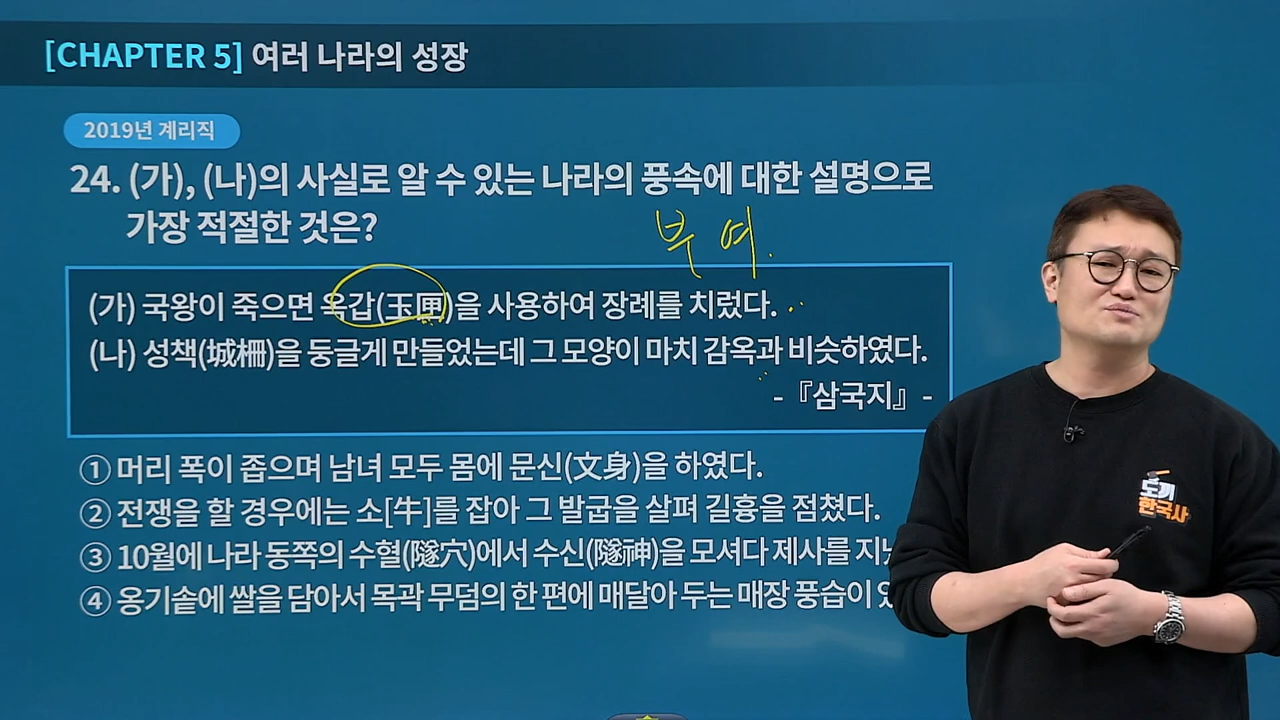 [CHAPTER 5] 여러 나라의 성장
2019년 계리직
24. (가), (나)의 사실로 알 수 있는 나라의 풍속에 대한 설명으로
가장 적절한 것은?
부여.
(가) 국왕이 죽으면 옥갑(玉匣)을 사용하여 장례를 치렀다.
(나) 성책(城柵)을 둥글게 만들었는데 그 모양이 마치 감옥과 비슷하였다.
-『삼국지』-
① 머리 폭이 좁으며 남녀 모두 몸에 문신(文身)을 하였다.
② 전쟁을 할 경우에는 소[牛]를 잡아 그 발굽을 살펴 길흉을 점쳤다.
③ 10월에 나라 동쪽의 수혈(隧穴)에서 수신(隧神)을 모셔다 제사를
④ 옹기솥에 쌀을 담아서 목곽 무덤의 한 편에 매달아 두는 매장 풍습이
도끼
한국사